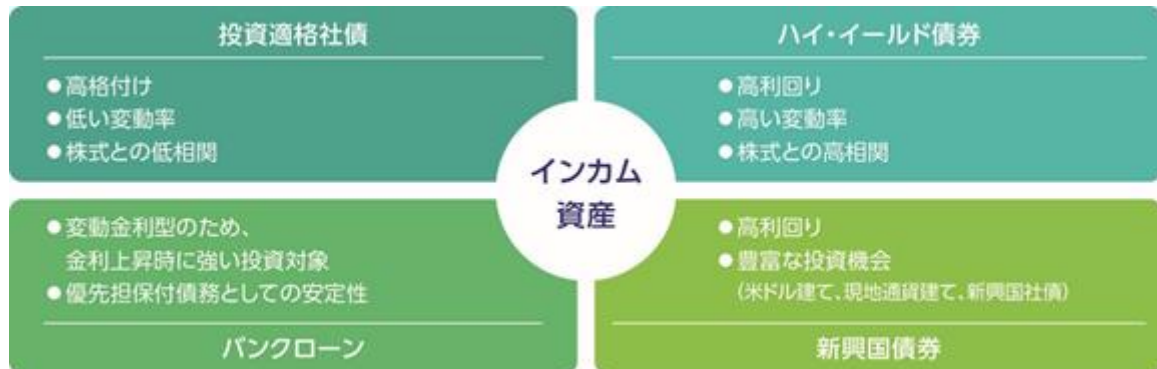 投資適格社債
●高格付け
●低い変動率
●株式との低相関
ハイ・イールド債券
●高利回り
●高い変動率
●株式との高相関
インカム
資産
●変動金利型のため、
金利上昇時に強い投資対象
●優先担保付債務としての安定性
バンクローン
●高利回り
●豊富な投資機会
(米ドル建て、現地通貨建て、新興国社債)
新興国債券